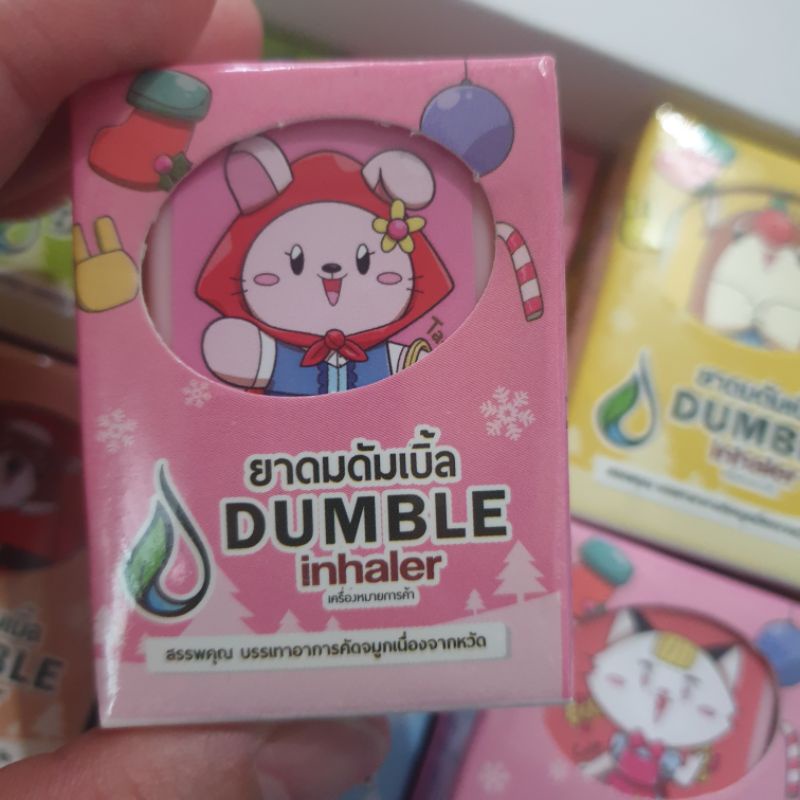 ยาดมดัมเบิ้ล
DUMBLE
inhaler
เครื่องหมายการค้า
สรรพคุณ บรรเทาอาการคัดจมูกเนื่องจากหวัด
inhaler